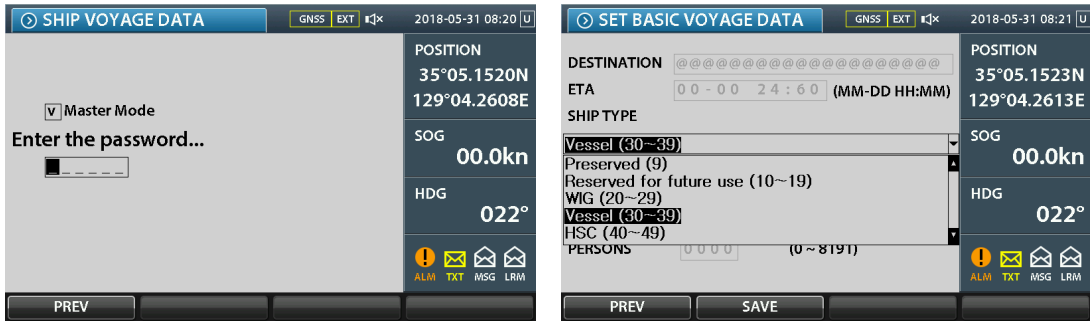 SHIP VOYAGE DATA
GNSS EXT
2018-05-31 08:20 U
v Master Mode
Enter the password...
_ _ _ _ _ _
POSITION
35°05.1520N
129°04.2608E
SOG
00.0kn
HDG
022°
ALM TXT MSG LRM
PREV
SET BASIC VOYAGE DATA
GNSS EXT
2018-05-31 08:21 U
DESTINATION @@@@@@@@@@@@@@@@@@@@
ETA 00-00 24:60 (MM-DD HH:MM)
SHIP TYPE
Vessel (30~39)
Preserved (9)
Reserved for future use (10~19)
WIG (20~29)
Vessel (30~39)
HSC (40~49)
PERSONS 0000 (0 ~ 8191)
POSITION
35°05.1523N
129°04.2613E
SOG
00.0kn
HDG
022°
ALM TXT MSG LRM
PREV SAVE